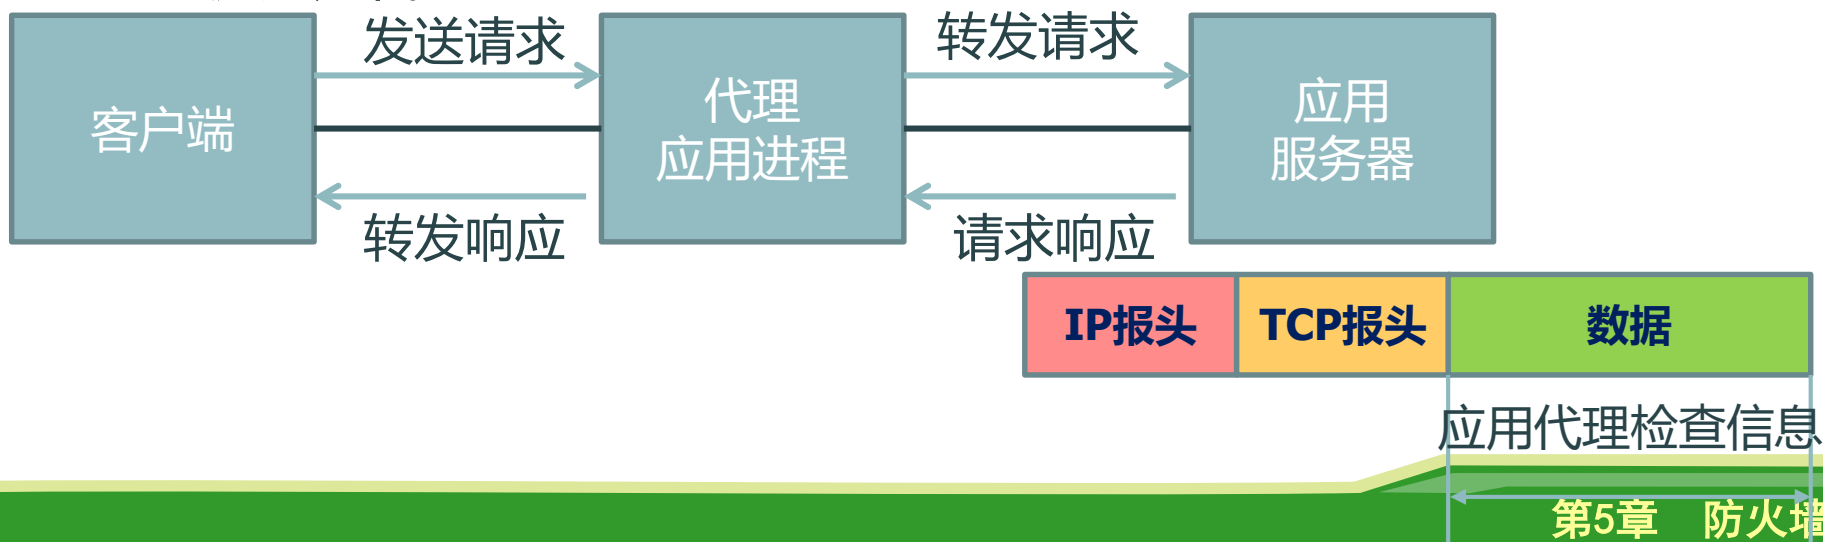 发送请求
转发请求
客户端
代理
应用进程
应用
服务器
转发响应
请求响应
IP报头
TCP报头
数据
应用代理检查信息
第5章 防火墙